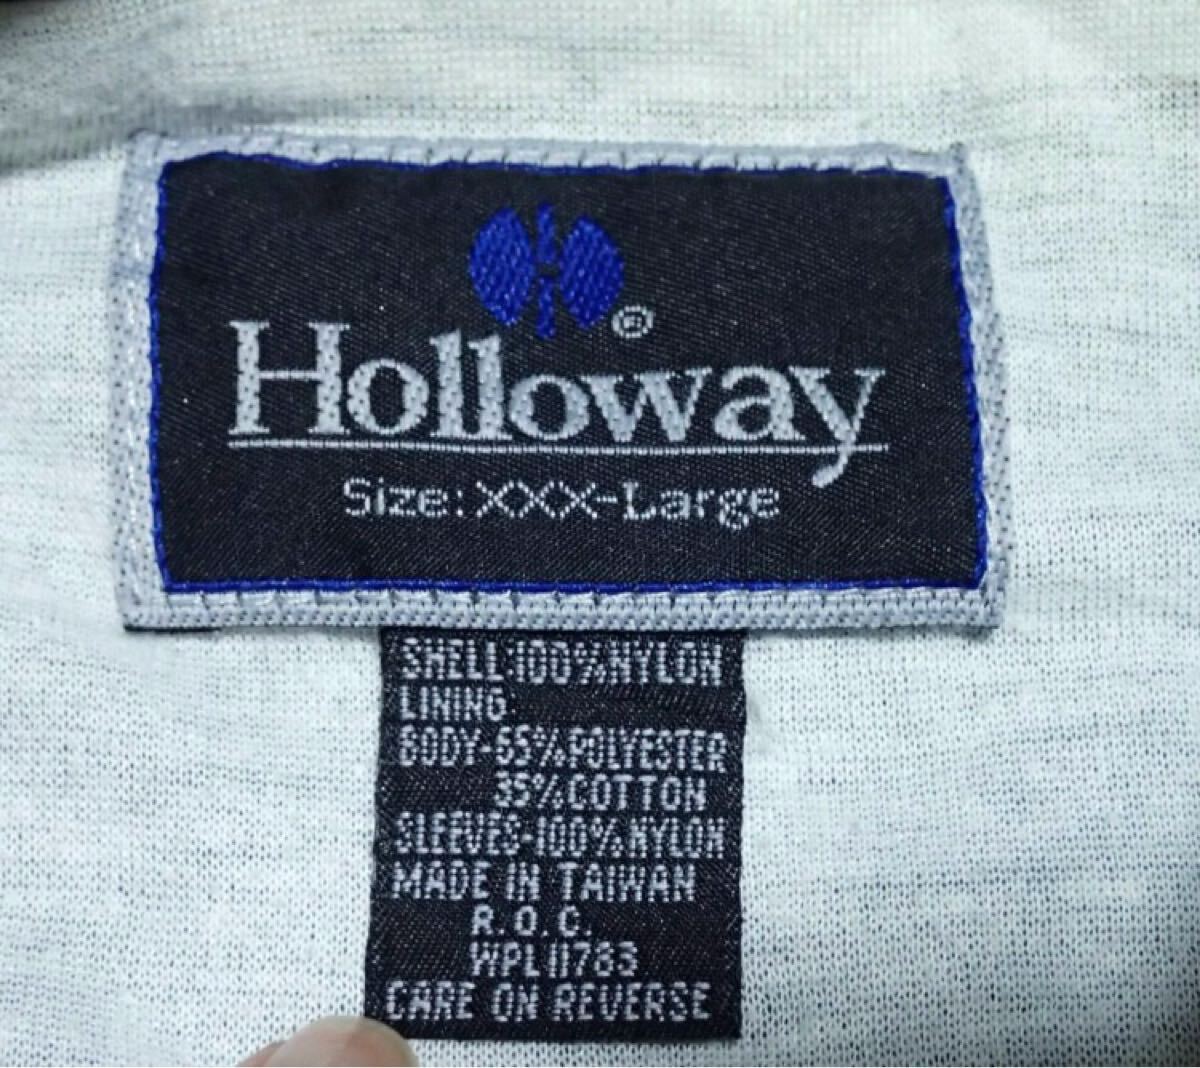 ®
Holloway
Size:XXX-Large
SHELL-100%NYLON
LINING
BODY-65%POLYESTER
35%COTTON
SLEEVES-100%NYLON
MADE IN TAIWAN
R.O.C.
WPL11783
CARE ON REVERSE